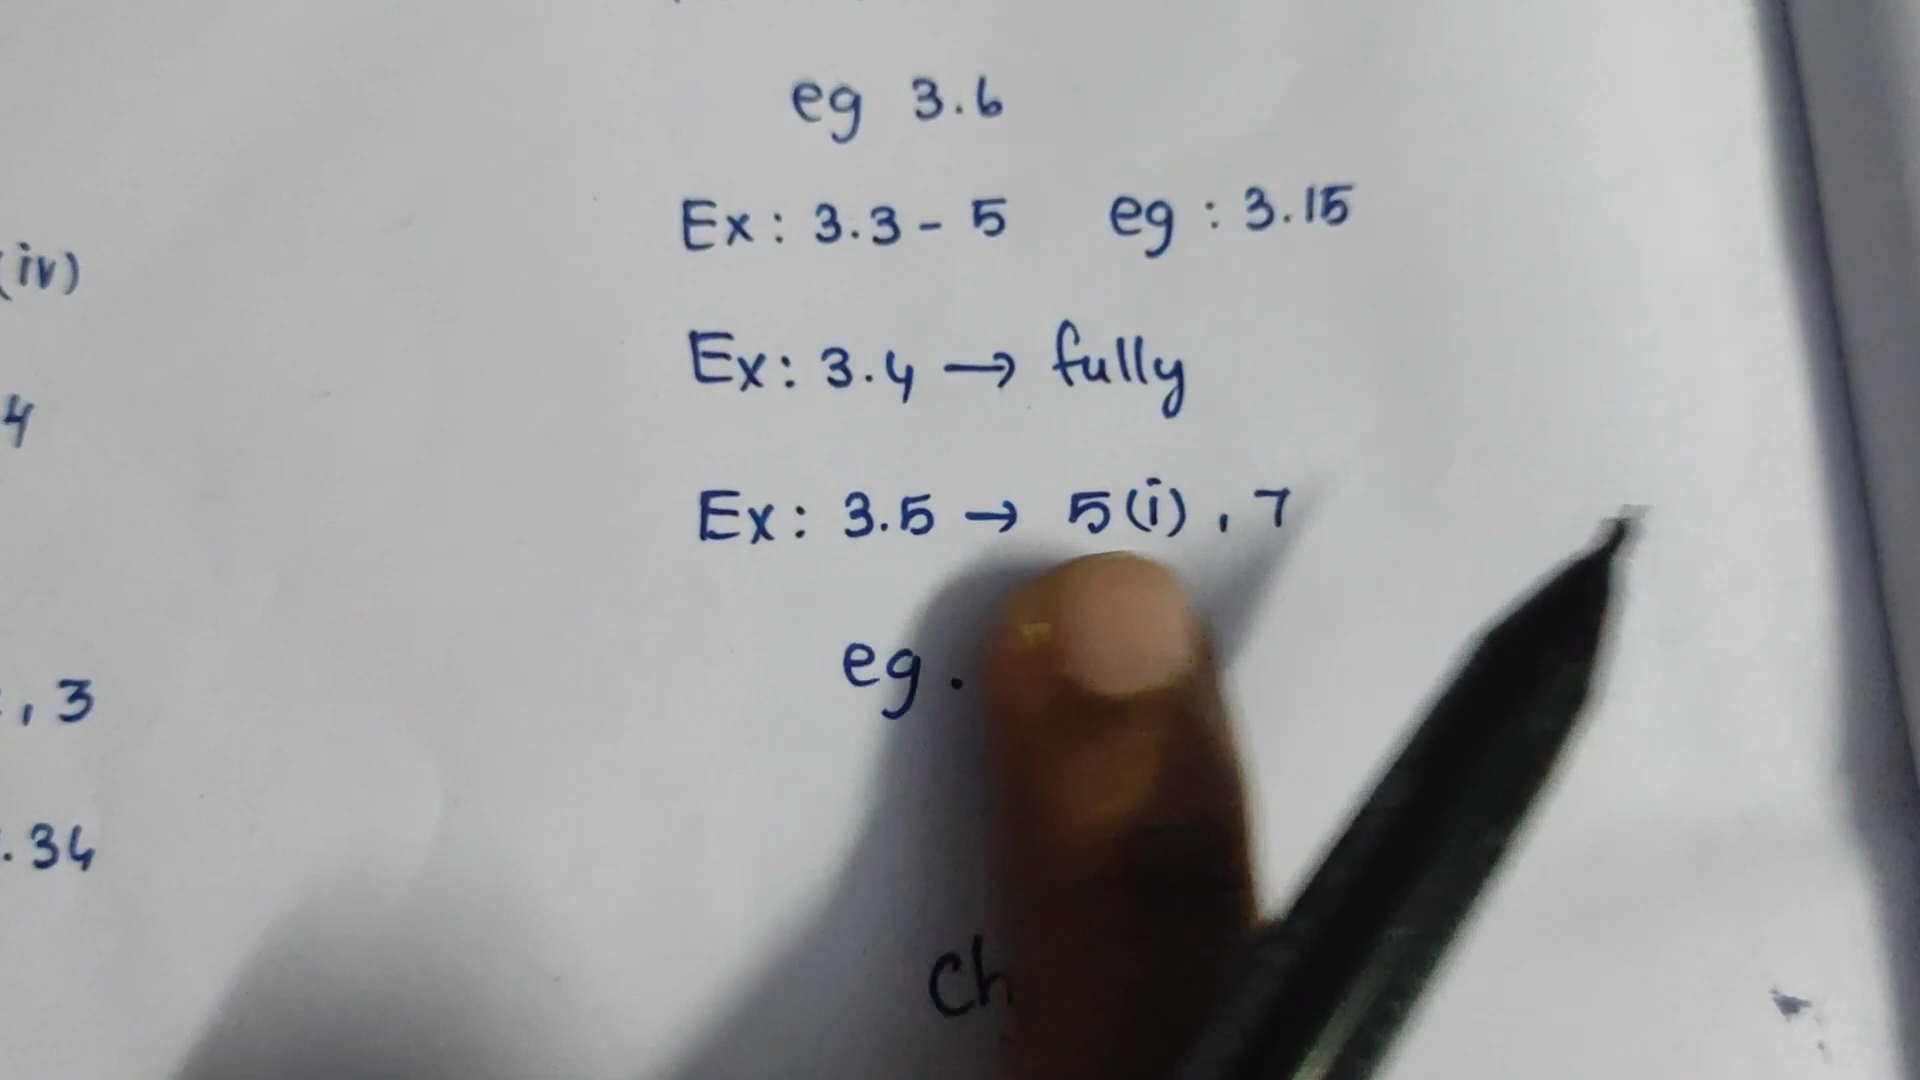 eg 3.6
Ex: 3.3 - 5 eg : 3.15
(iv)
Ex: 3.4 → fully
4
Ex: 3.5 → 5(i), 7
eg.
, 3
.34
Ch